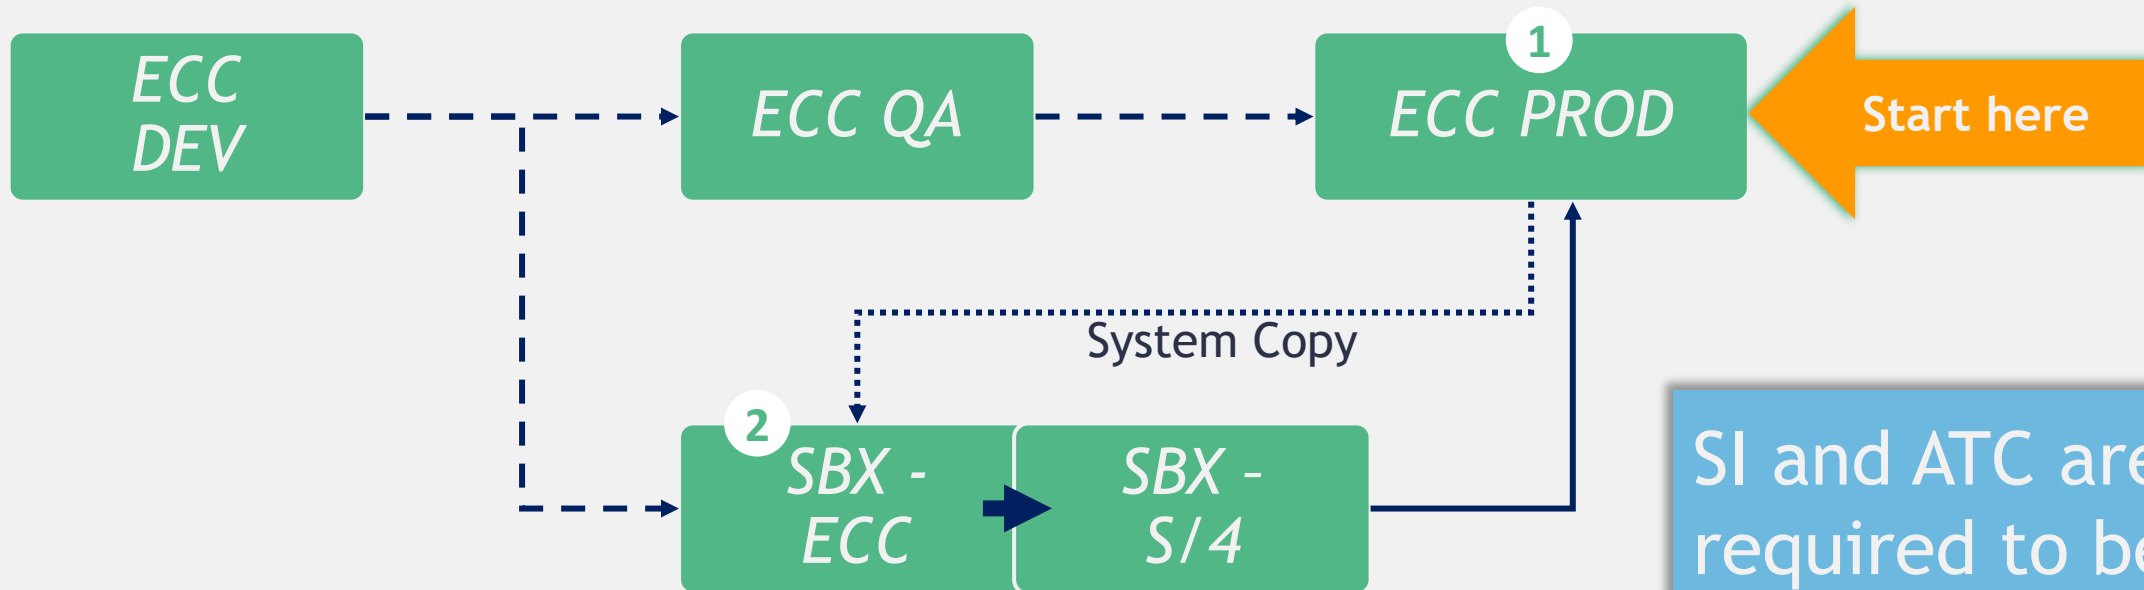 ECC
DEV
ECC QA
1
ECC PROD
Start here
System Copy
2
SBX -
ECC
SBX –
S/4
SI and ATC are
required to be